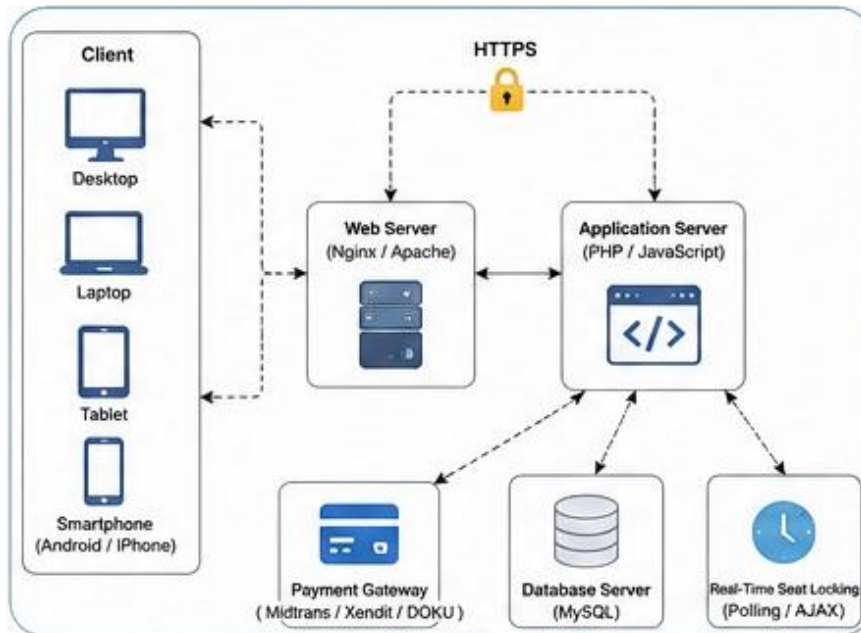 Client
Desktop
Laptop
Tablet
Smartphone
(Android / IPhone)
HTTPS
Web Server
(Nginx / Apache)
Application Server
(PHP / JavaScript)
</>
Payment Gateway
( Midtrans / Xendit / DOKU )
Database Server
(MySQL)
Real-Time Seat Locking
(Polling / AJAX)